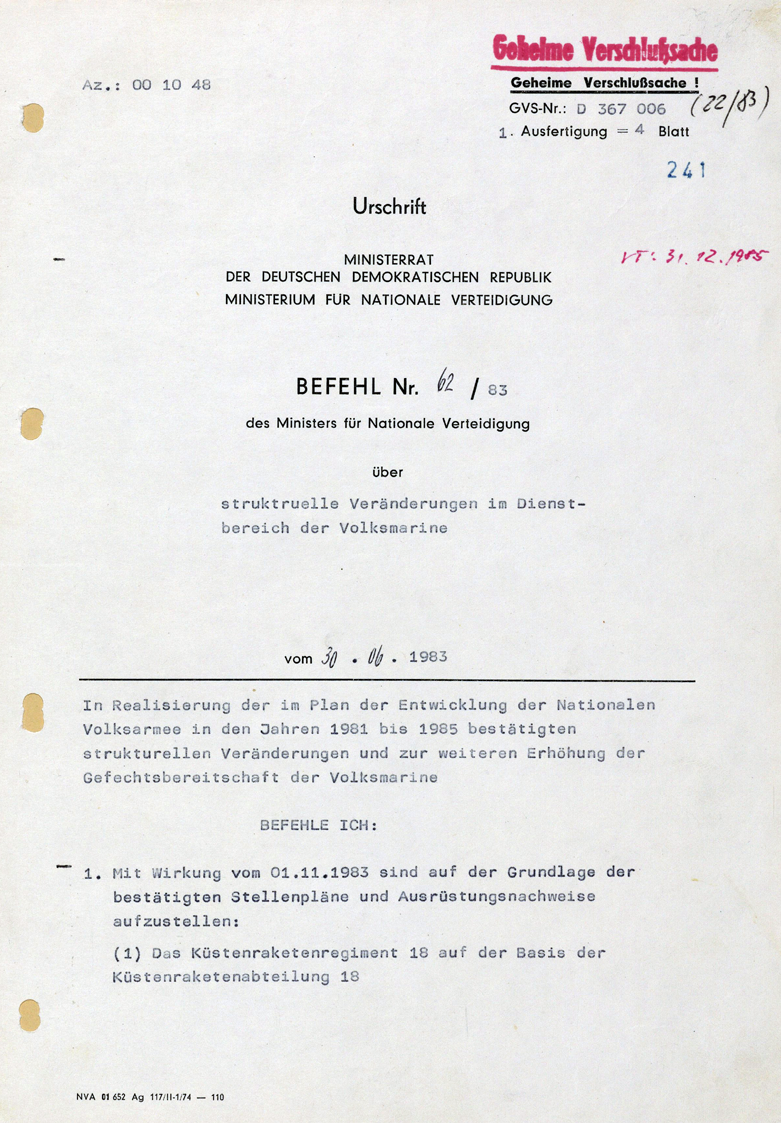 Geheime Verschlußsache
Az.: 00 10 48
Geheime Verschlußsache !
GVS-Nr.: D 367 006 (22/83)
1. Ausfertigung = 4 Blatt
241
Urschrift
VT: 31.12.1985
MINISTERRAT
DER DEUTSCHEN DEMOKRATISCHEN REPUBLIK
MINISTERIUM FÜR NATIONALE VERTEIDIGUNG
BEFEHL Nr. 62 / 83
des Ministers für Nationale Verteidigung
über
struktruelle Veränderungen im Dienst-
bereich der Volksmarine
vom 30 . 06 . 1983
In Realisierung der im Plan der Entwicklung der Nationalen
Volksarmee in den Jahren 1981 bis 1985 bestätigten
strukturellen Veränderungen und zur weiteren Erhöhung der
Gefechtsbereitschaft der Volksmarine
BEFEHLE ICH:
1. Mit Wirkung vom 01.11.1983 sind auf der Grundlage der
bestätigten Stellenpläne und Ausrüstungsnachweise
aufzustellen:
(1) Das Küstenraketenregiment 18 auf der Basis der
Küstenraketenabteilung 18
NVA 01 652 Ag 117/II-1/74 — 110